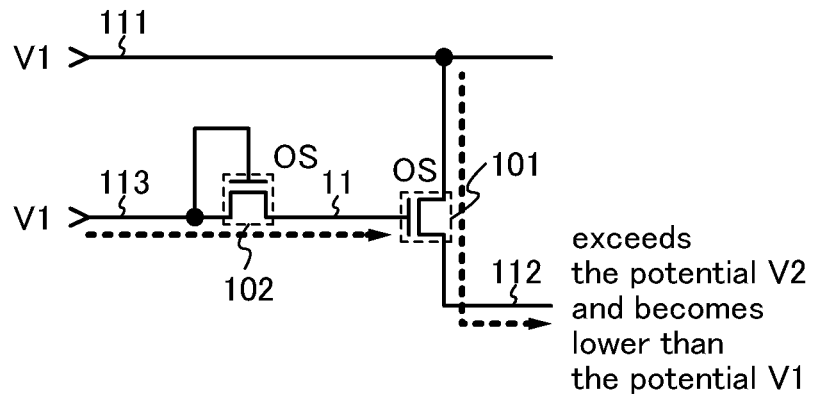 111
V1
OS
OS
101
113
11
V1
102
112
exceeds
the potential V2
and becomes
lower than
the potential V1